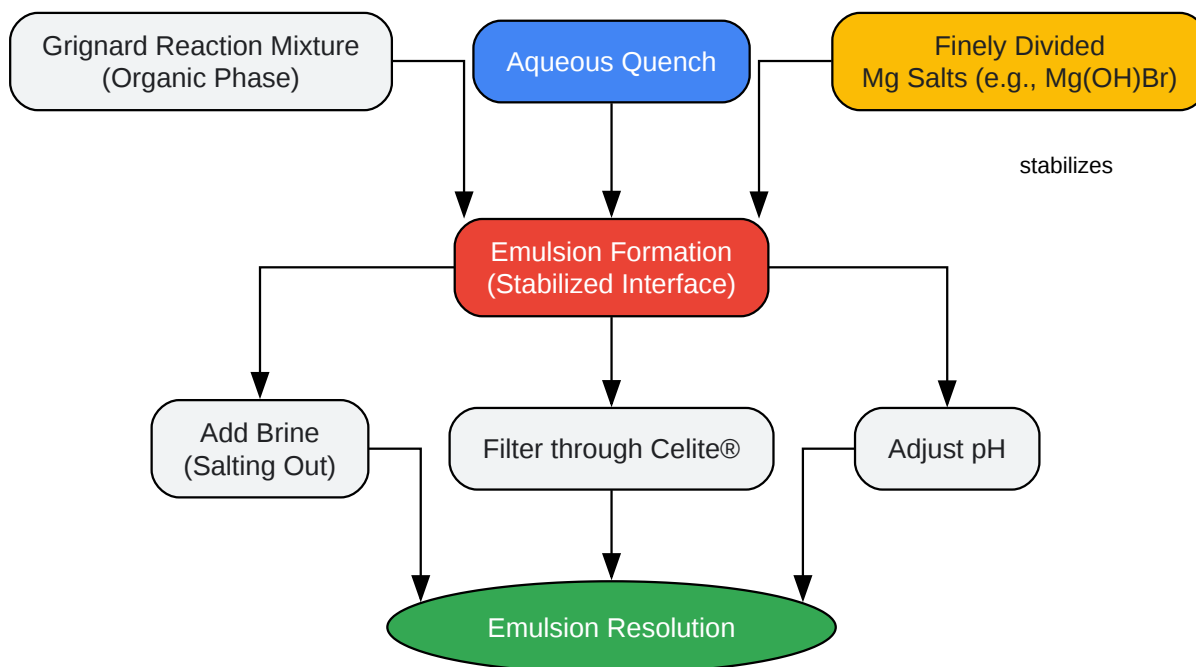 Grignard Reaction Mixture
(Organic Phase)
Aqueous Quench
Finely Divided
Mg Salts (e.g., Mg(OH)Br)
stabilizes
Emulsion Formation
(Stabilized Interface)
Add Brine
(Salting Out)
Filter through Celite®
Adjust pH
Emulsion Resolution